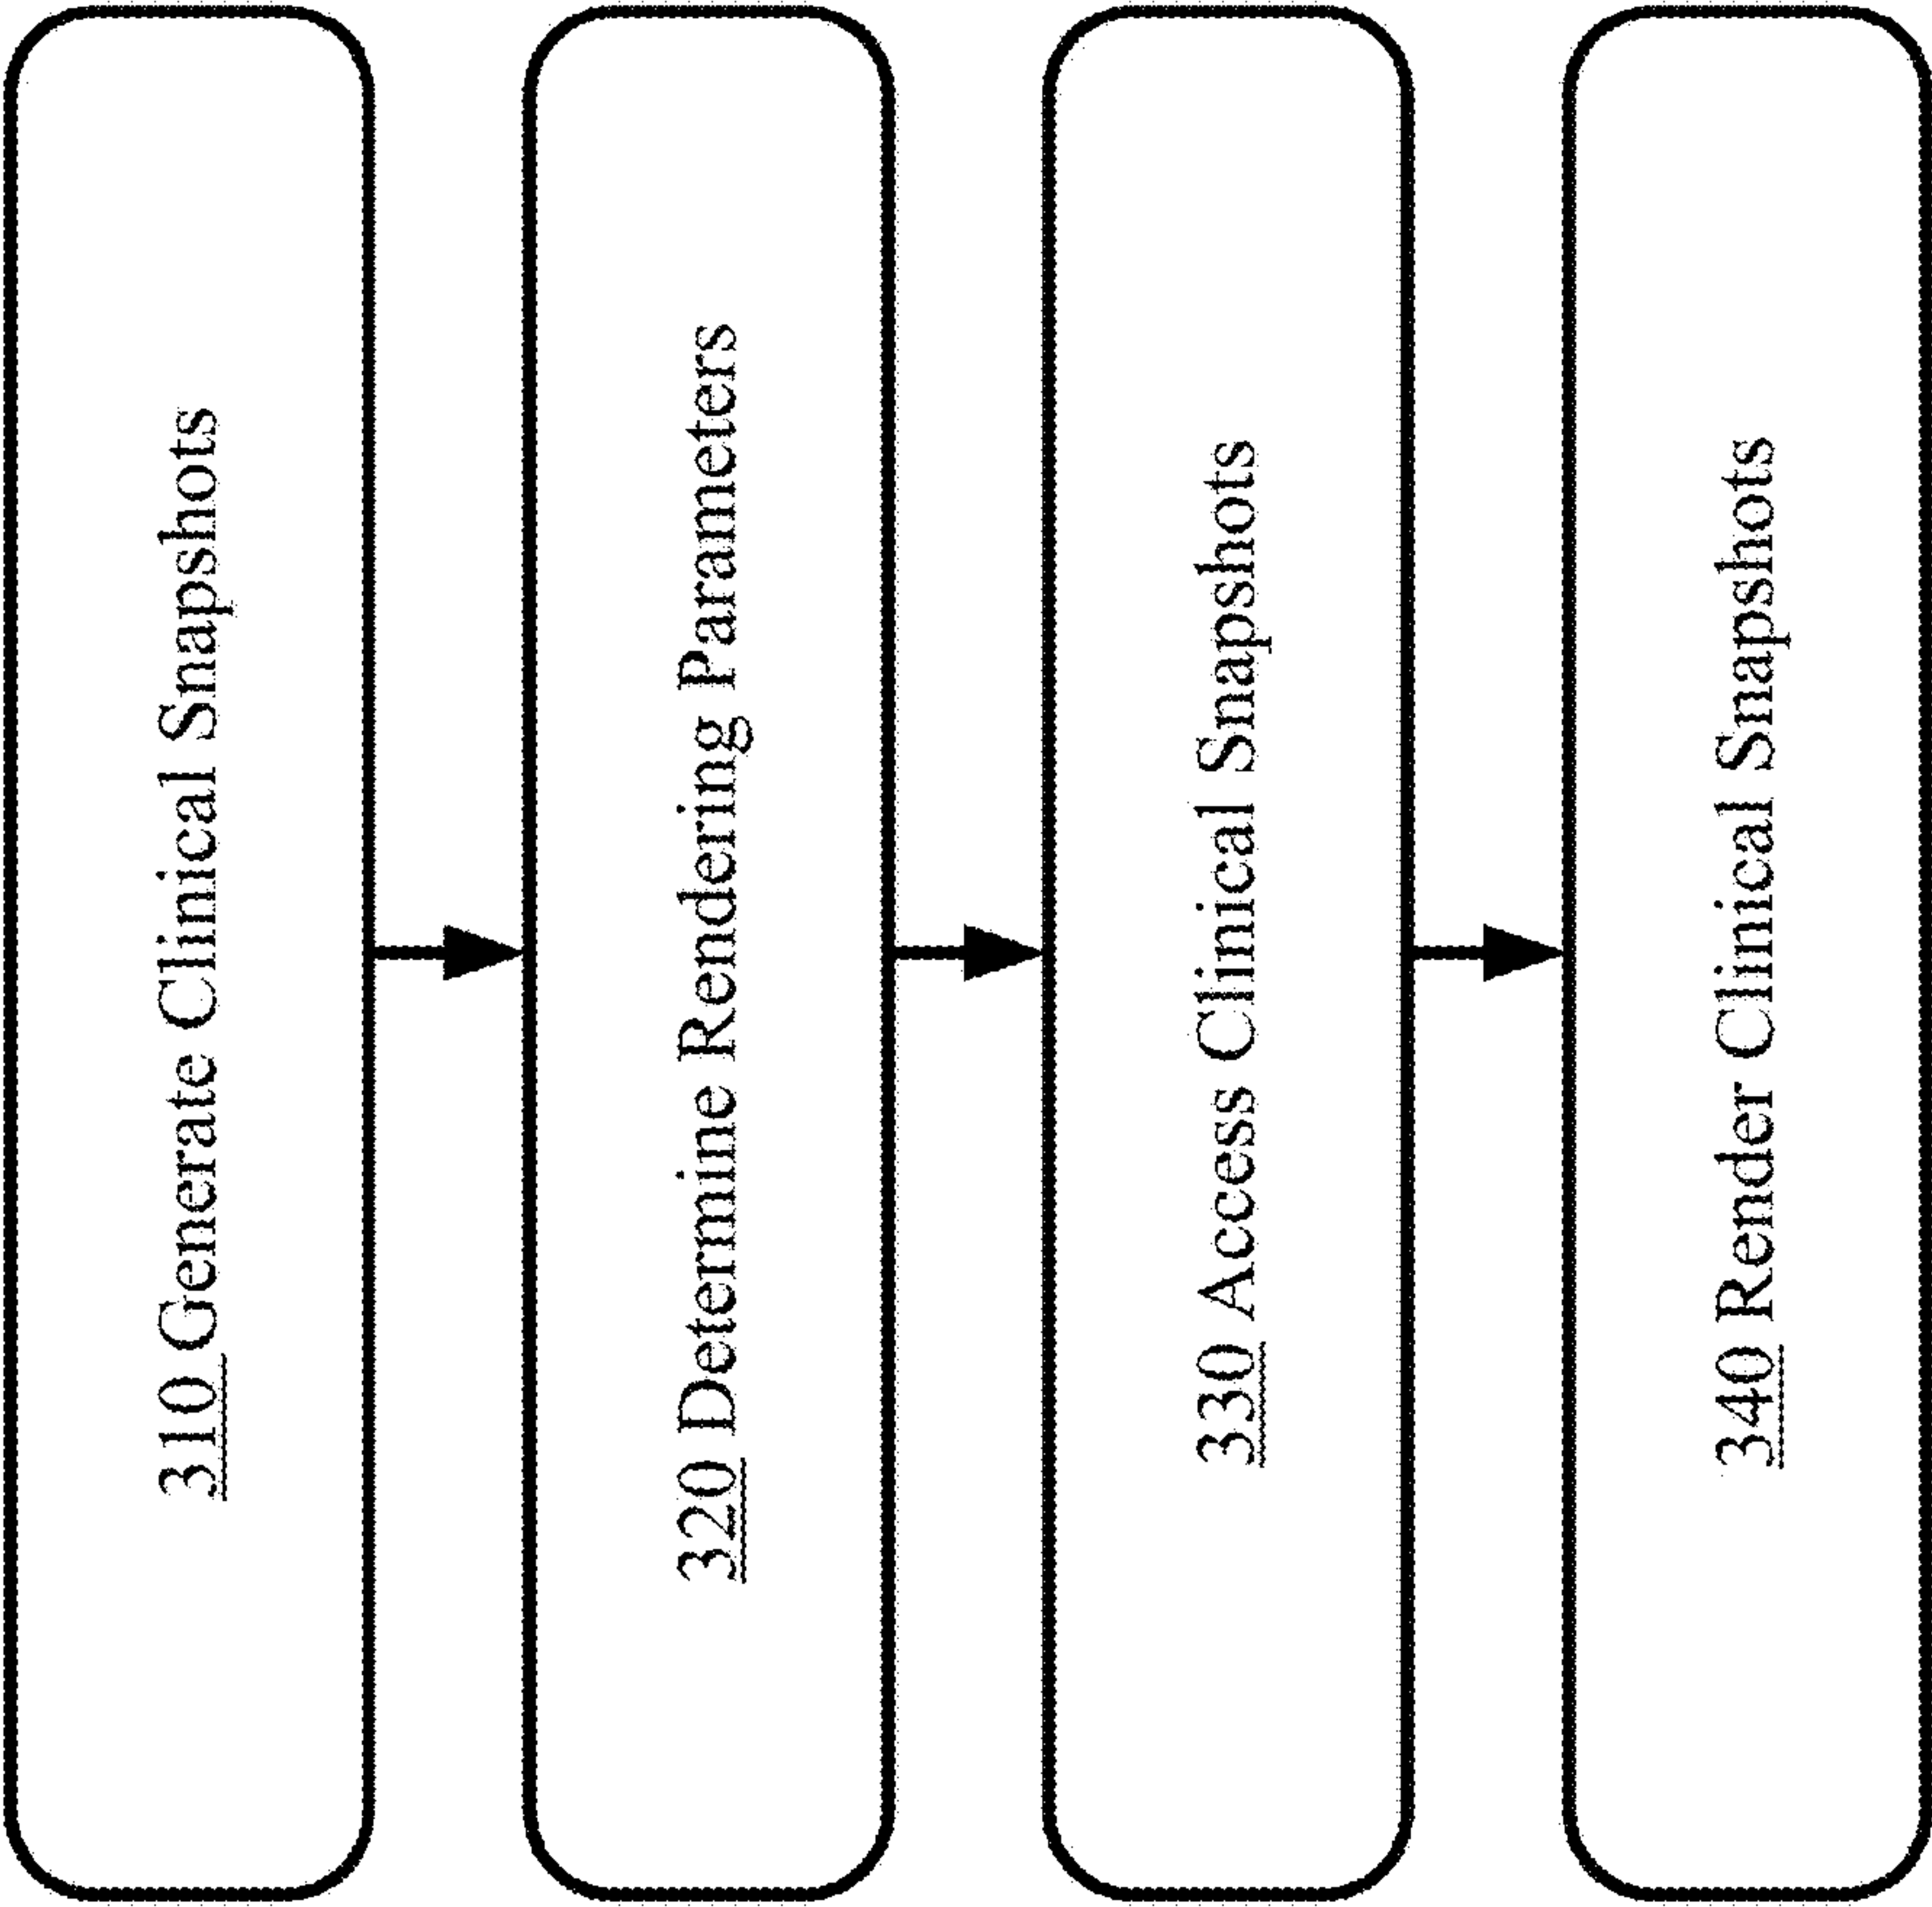 310 Generate Clinical Snapshots
320 Determine Rendering Parameters
330 Access Clinical Snapshots
340 Render Clinical Snapshots